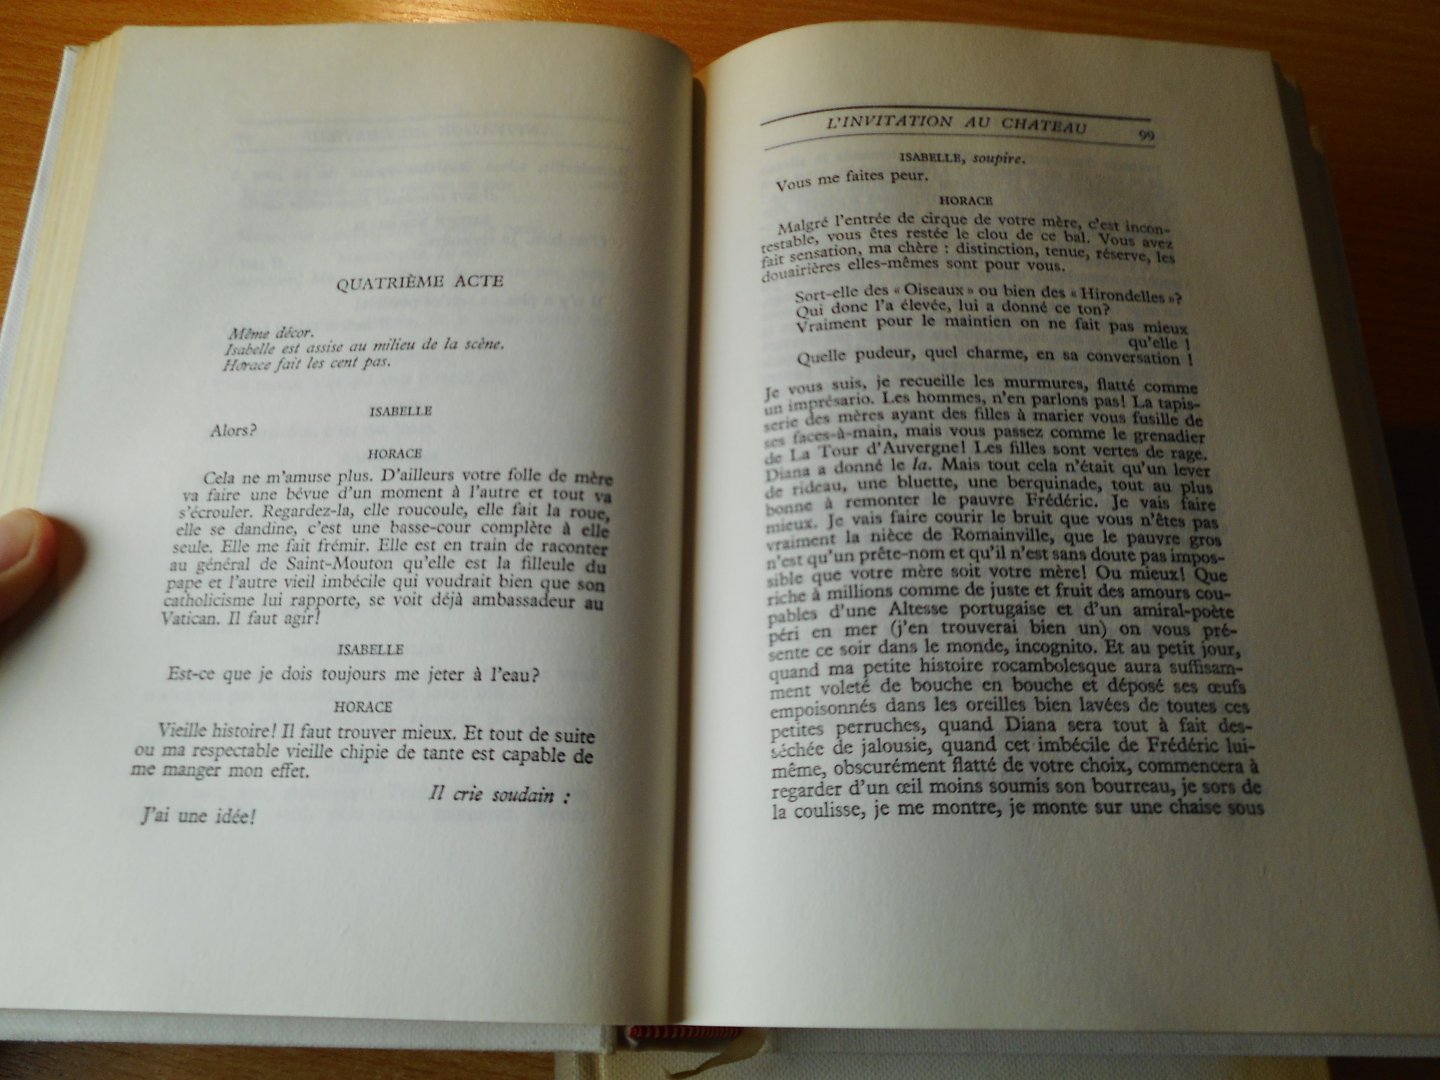 QUATRIÈME ACTE
Même décor.
Isabelle est assise au milieu de la scène.
Horace fait les cent pas.
ISABELLE
Alors?
HORACE
Cela ne m'amuse plus. D'ailleurs votre folle de mère
va faire une bévue d'un moment à l'autre et tout va
s'écrouler. Regardez-la, elle roucoule, elle fait la roue,
elle se dandine, c'est une basse-cour complète à elle
seule. Elle me fait frémir. Elle est en train de raconter
au général de Saint-Mouton qu'elle est la filleule du
pape et l'autre vieil imbécile qui voudrait bien que son
catholicisme lui rapporte, se voit déjà ambassadeur au
Vatican. Il faut agir!
ISABELLE
Est-ce que je dois toujours me jeter à l'eau?
HORACE
Vieille histoire! Il faut trouver mieux. Et tout de suite
ou ma respectable vieille chipie de tante est capable de
me manger mon effet.
Il crie soudain :
J'ai une idée!
L'INVITATION AU CHATEAU 99
ISABELLE, soupire.
Vous me faites peur.
HORACE
Malgré l'entrée de cirque de votre mère, c'est incon-
testable, vous êtes restée le clou de ce bal. Vous avez
fait sensation, ma chère : distinction, tenue, réserve, les
douairières elles-mêmes sont pour vous.
Sort-elle des « Oiseaux » ou bien des « Hirondelles »?
Qui donc l'a élevée, lui a donné ce ton?
Vraiment pour le maintien on ne fait pas mieux
qu'elle !
Quelle pudeur, quel charme, en sa conversation !
Je vous suis, je recueille les murmures, flatté comme
un imprésario. Les hommes, n'en parlons pas! La tapis-
serie des mères ayant des filles à marier vous fusille de
ses faces-à-main, mais vous passez comme le grenadier
de La Tour d'Auvergne! Les filles sont vertes de rage.
Diana a donné le la. Mais tout cela n'était qu'un lever
de rideau, une bluette, une berquinade, tout au plus
bonne à remonter le pauvre Frédéric. Je vais faire
mieux. Je vais faire courir le bruit que vous n'êtes pas
vraiment la nièce de Romainville, que le pauvre gros
n'est qu'un prête-nom et qu'il n'est sans doute pas impos-
sible que votre mère soit votre mère! Ou mieux! Que
riche à millions comme de juste et fruit des amours cou-
pables d'une Altesse portugaise et d'un amiral-poète
péri en mer (j'en trouverai bien un) on vous pré-
sente ce soir dans le monde, incognito. Et au petit jour,
quand ma petite histoire rocambolesque aura suffisam-
ment voleté de bouche en bouche et déposé ses œufs
empoisonnés dans les oreilles bien lavées de toutes ces
petites perruches, quand Diana sera tout à fait des-
séchée de jalousie, quand cet imbécile de Frédéric lui-
même, obscurément flatté de votre choix, commencera à
regarder d'un œil moins soumis son bourreau, je sors de
la coulisse, je me montre, je monte sur une chaise sous